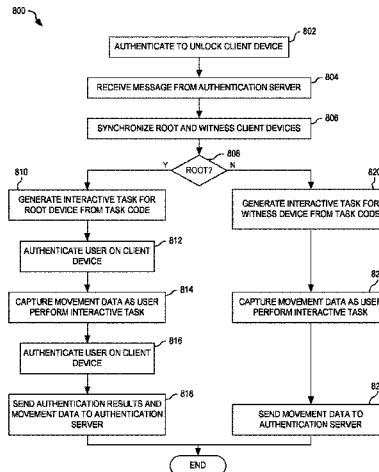 800
802
AUTHENTICATE TO UNLOCK CLIENT DEVICE
804
RECEIVE MESSAGE FROM AUTHENTICATION SERVER
806
SYNCHRONIZE ROOT AND WITNESS CLIENT DEVICES
808
Y
ROOT?
N
810
GENERATE INTERACTIVE TASK FOR
ROOT DEVICE FROM TASK CODE
812
AUTHENTICATE USER ON CLIENT
DEVICE
814
CAPTURE MOVEMENT DATA AS USER
PERFORM INTERACTIVE TASK
816
AUTHENTICATE USER ON CLIENT
DEVICE
818
SEND AUTHENTICATION RESULTS AND
MOVEMENT DATA TO AUTHENTICATION
SERVER
820
GENERATE INTERACTIVE TASK FOR
WITNESS DEVICE FROM TASK CODE
CAPTURE MOVEMENT DATA AS USER
PERFORM INTERACTIVE TASK
SEND MOVEMENT DATA TO
AUTHENTICATION SERVER
END